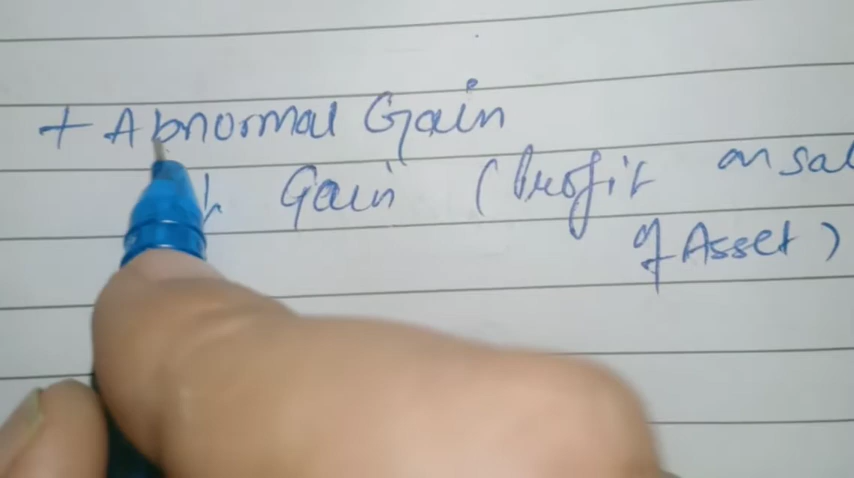 + Abnormal Gain
Gain (Profit on sal
of Asset)